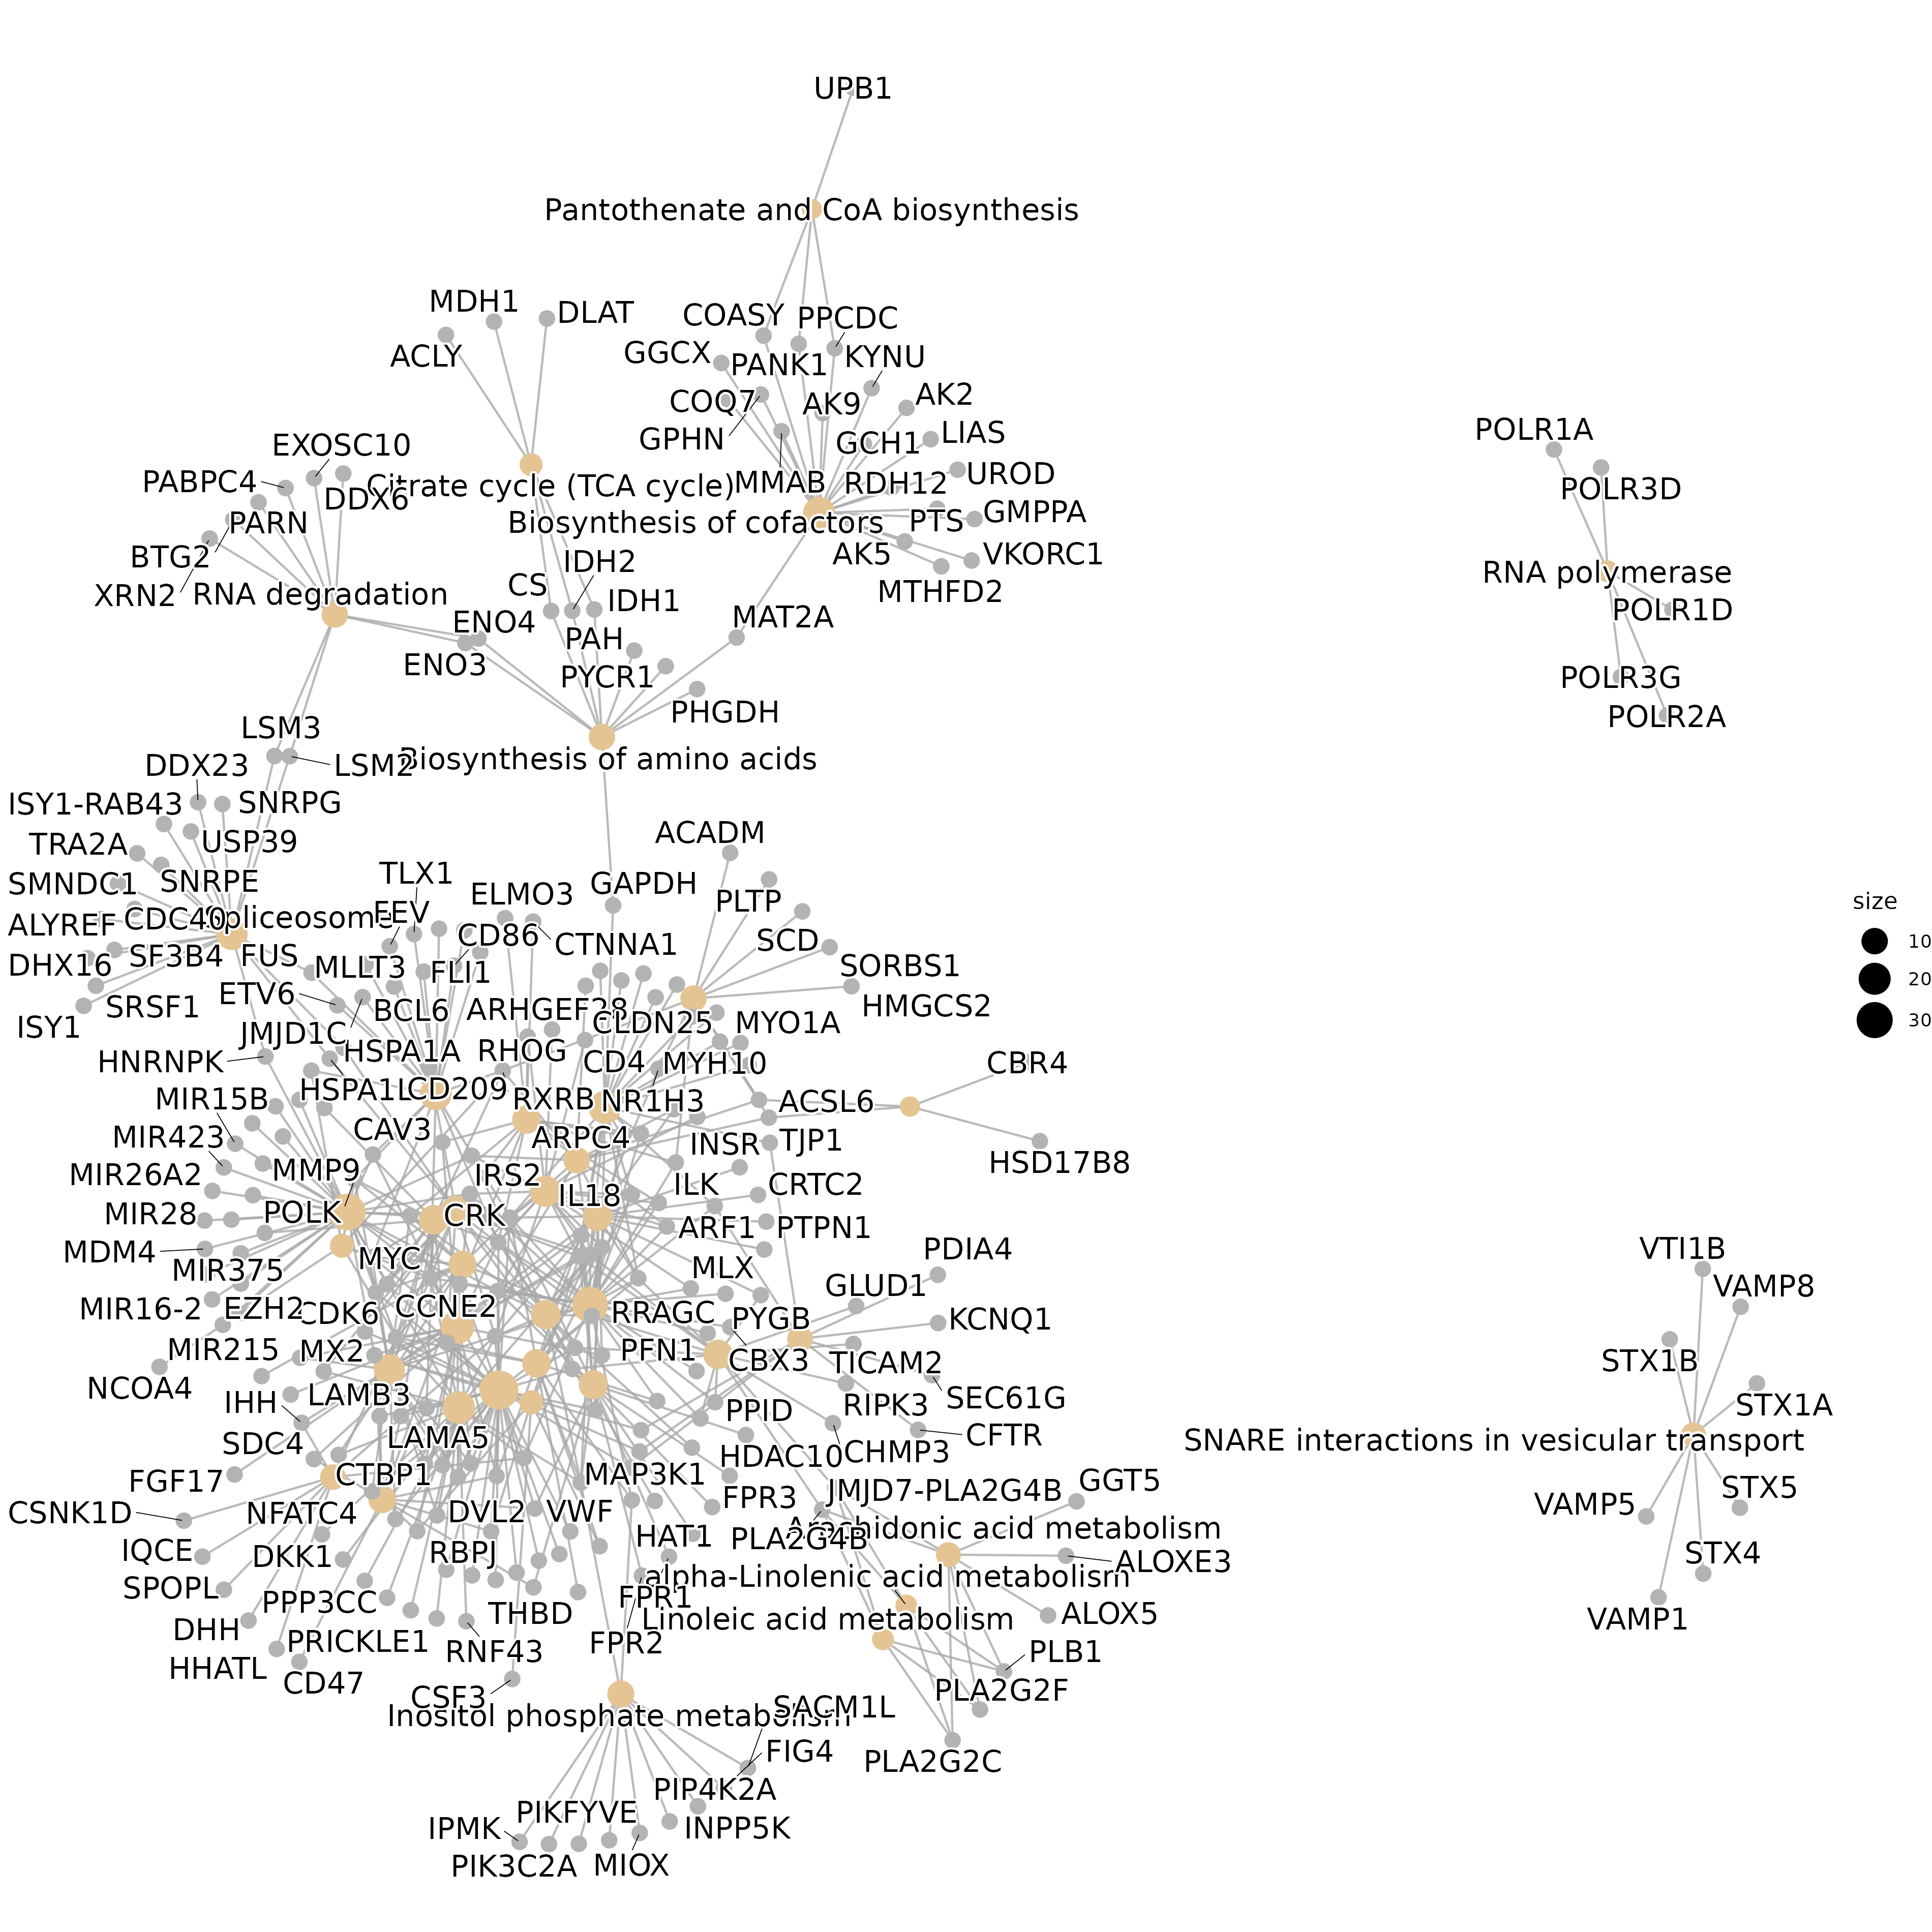 UPB1
Pantothenate and CoA biosynthesis
MDH1
DLAT
COASY
PPCDC
ACLY
GGCX
PANK1
KYNU
COQ7
AK9
AK2
GPHN
GCH1
LIAS
POLR1A
EXOSC10
PABPC4
DDX6
Citrate cycle (TCA cycle)
MMAB
RDH12
UROD
POLR3D
PARN
Biosynthesis of cofactors
PTS
GMPPA
BTG2
IDH2
AK5
VKORC1
XRN2
RNA degradation
CS
IDH1
MTHFD2
RNA polymerase
POLR1D
ENO4
PAH
MAT2A
ENO3
PYCR1
POLR3G
PHGDH
POLR2A
LSM3
DDX23
LSM2
Biosynthesis of amino acids
ISY1-RAB43
SNRPG
TRA2A
USP39
ACADM
SMNDC1
SNRPE
TLX1
ELMO3
GAPDH
PLTP
size
ALYREF
CDC40
Spliceosome
FEV
CD86
CTNNA1
SCD
10
DHX16
SF3B4
FUS
MLLT3
FLI1
SORBS1
20
SRSF1
ETV6
BCL6
ARHGEF28
HMGCS2
30
ISY1
JMJD1C
CLDN25
MYO1A
HNRNPK
HSPA1A
RHOG
CD4
MYH10
CBR4
MIR15B
HSPA1L
CD209
RXRB
NR1H3
ACSL6
MIR423
CAV3
ARPC4
INSR
TJP1
HSD17B8
MIR26A2
MMP9
IRS2
IL18
ILK
CRTC2
MIR28
POLK
CRK
ARF1
PTPN1
MDM4
MIR375
MYC
MLX
PDIA4
VTI1B
MIR16-2
EZH2
CDK6
CCNE2
RRAGC
PYGB
GLUD1
KCNQ1
VAMP8
MIR215
MX2
PFN1
CBX3
TICAM2
STX1B
NCOA4
IHH
LAMB3
PPID
RIPK3
SEC61G
STX1A
SDC4
LAMA5
HDAC10
CHMP3
CFTR
SNARE interactions in vesicular transport
FGF17
CTBP1
MAP3K1
FPR3
JMJD7-PLA2G4B
GGT5
STX5
CSNK1D
NFATC4
DVL2
VWF
VAMP5
IQCE
DKK1
RBPJ
HAT1
PLA2G4B
Arachidonic acid metabolism
ALOXE3
STX4
SPOPL
PPP3CC
THBD
FPR1
alpha-Linolenic acid metabolism
ALOX5
DHH
PRICKLE1
FPR2
Linoleic acid metabolism
VAMP1
HHATL
CD47
RNF43
PLB1
CSF3
PLA2G2F
Inositol phosphate metabolism
SACM1L
FIG4
PLA2G2C
PIP4K2A
IPMK
PIKFYVE
INPP5K
PIK3C2A
MIOX